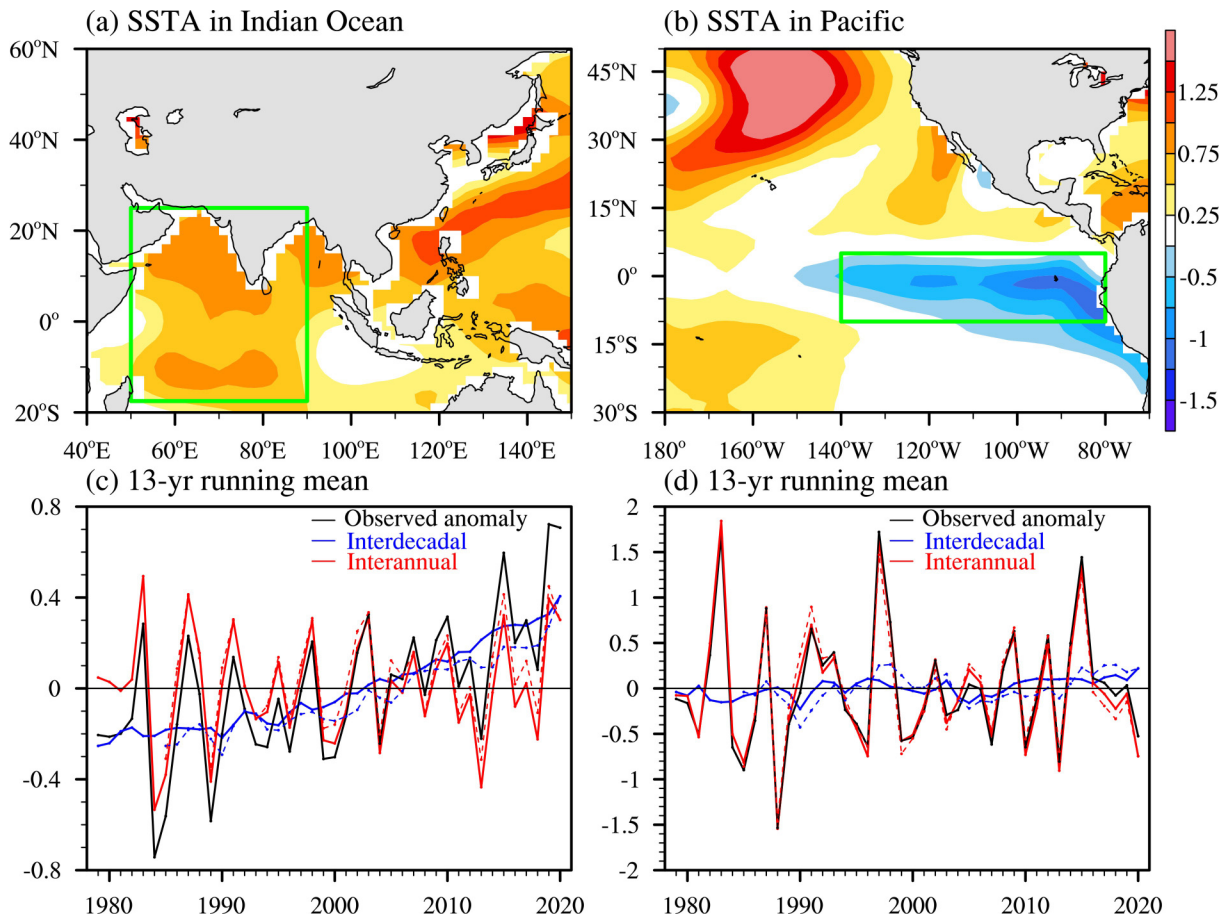 (a) SSTA in Indian Ocean
(b) SSTA in Pacific
60°N
40°N
20°N
0°
20°S
40°E 60°E 80°E 100°E 120°E 140°E
45°N
30°N
15°N
0°
15°S
30°S
180° 160°W 140°W 120°W 100°W 80°W
1.25
0.75
0.25
-0.5
-1
-1.5
(c) 13-yr running mean
0.8
0.4
0
-0.4
-0.8
Observed anomaly
Interdecadal
Interannual
1980 1990 2000 2010 2020
(d) 13-yr running mean
2
1.5
1
0.5
0
-0.5
-1
-1.5
-2
Observed anomaly
Interdecadal
Interannual
1980 1990 2000 2010 2020